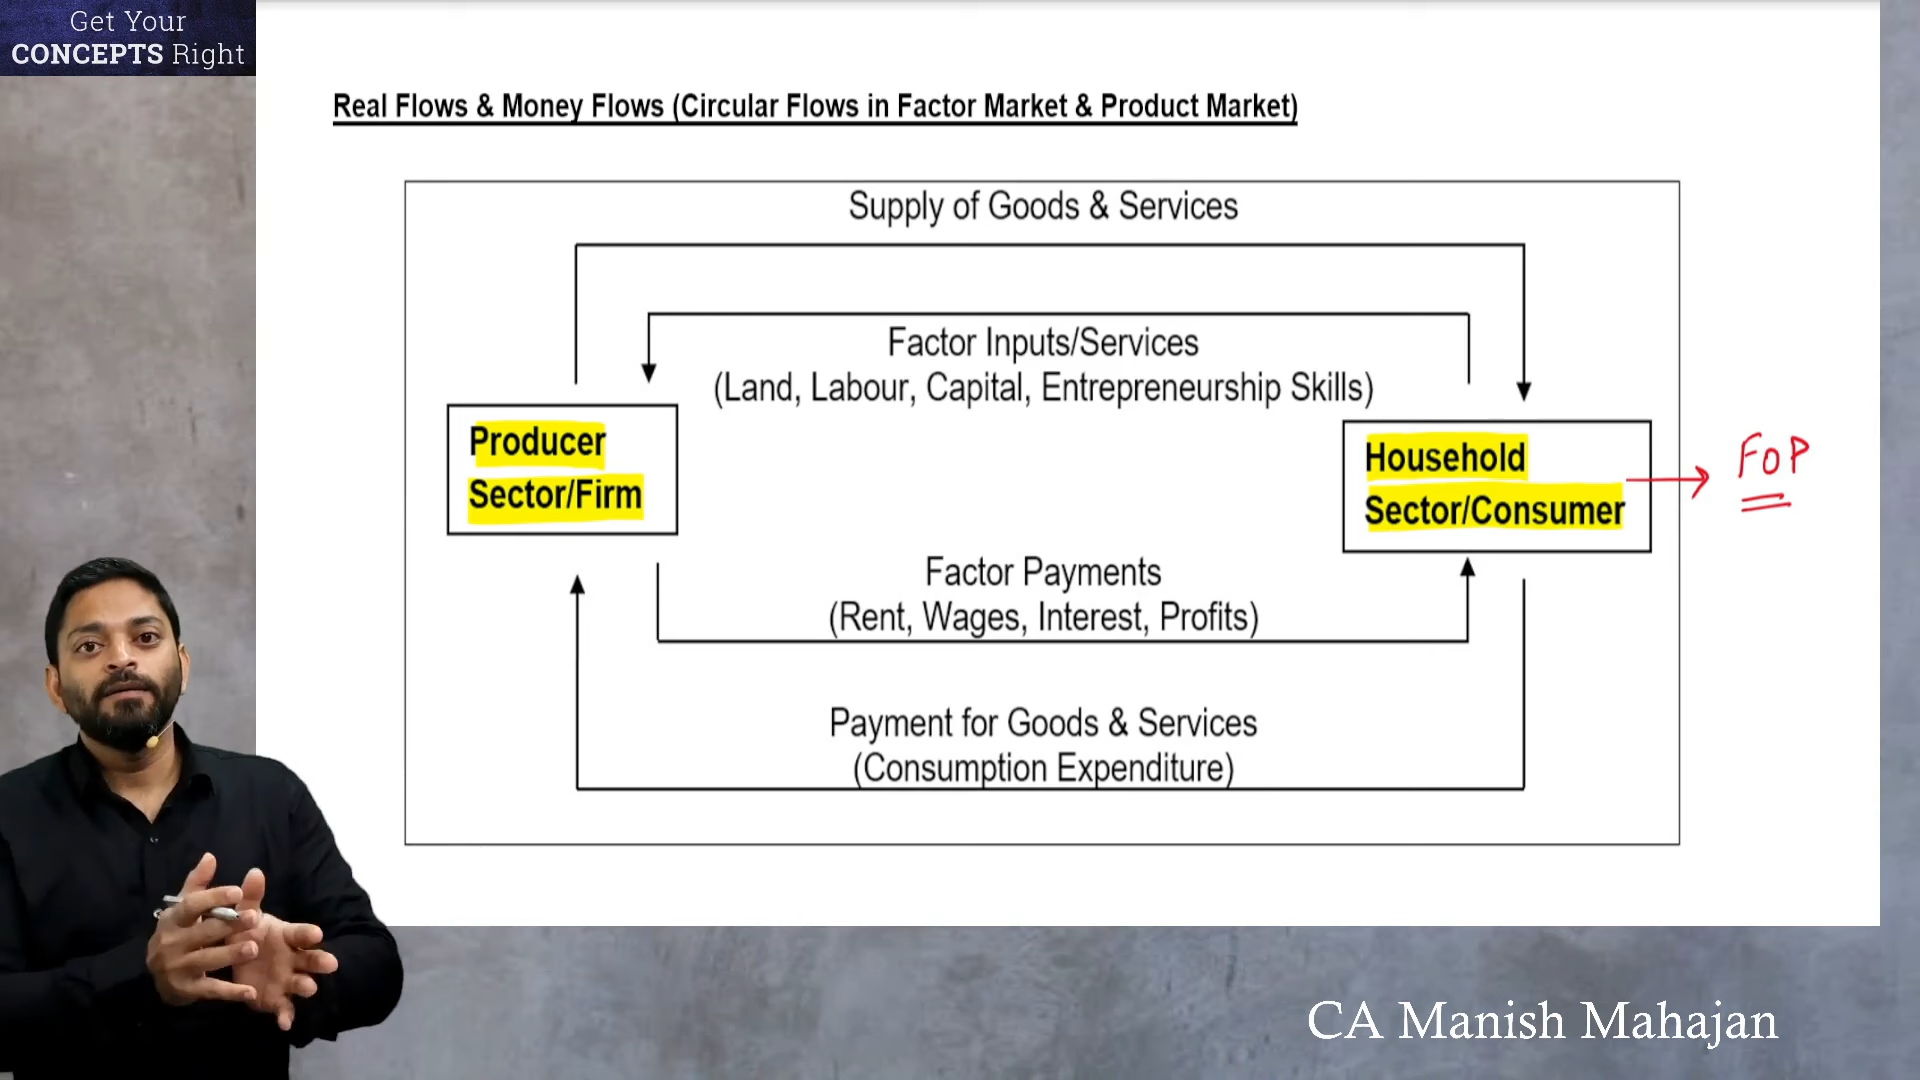 Get Your
CONCEPTS Right
Real Flows & Money Flows (Circular Flows in Factor Market & Product Market)
Supply of Goods & Services
Factor Inputs/Services
(Land, Labour, Capital, Entrepreneurship Skills)
Producer
Sector/Firm
Household
Sector/Consumer
FOP
Factor Payments
(Rent, Wages, Interest, Profits)
Payment for Goods & Services
(Consumption Expenditure)
CA Manish Mahajan